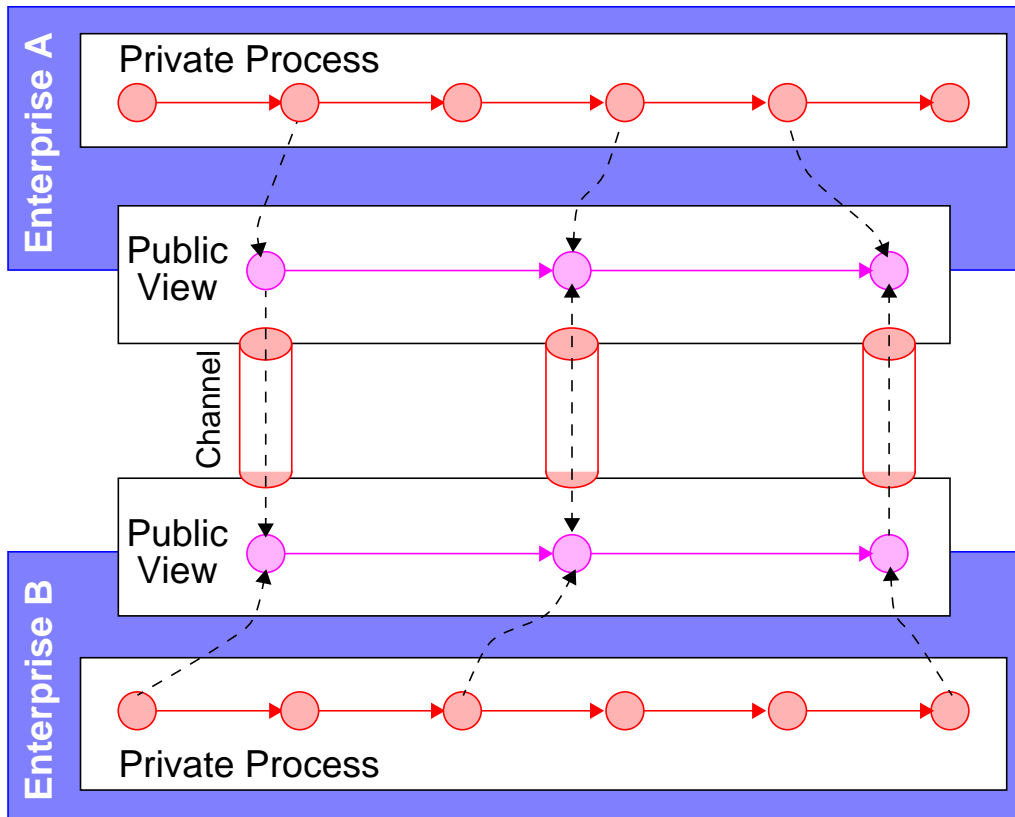 Enterprise A
Private Process
Public
View
Channel
Public
View
Enterprise B
Private Process